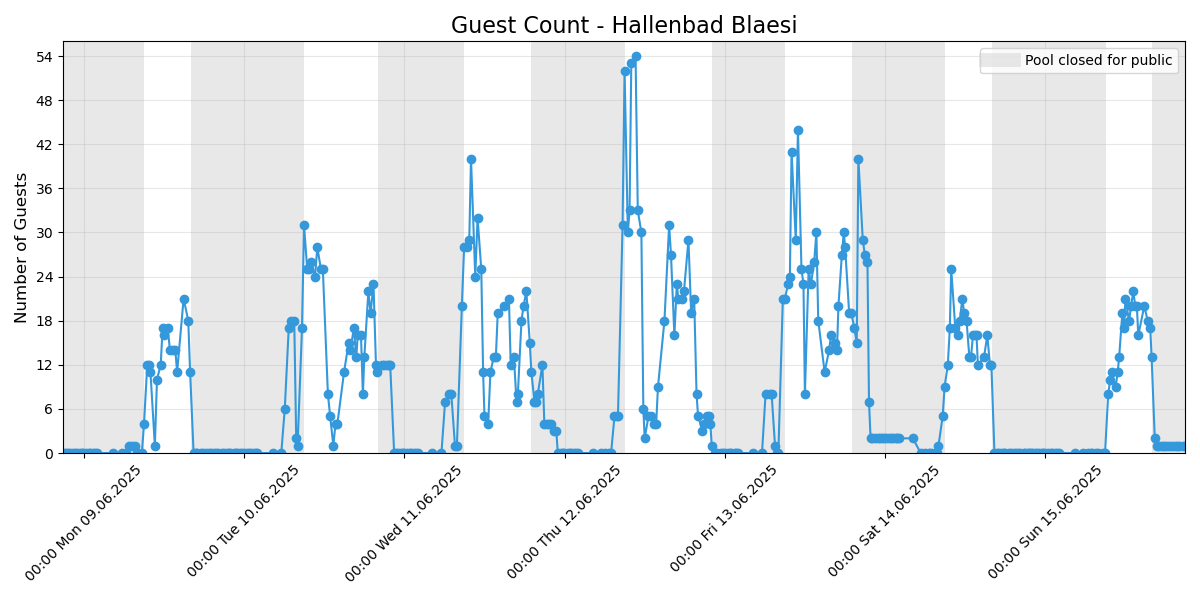 Guest Count - Hallenbad Blaesi
Pool closed for public
Number of Guests
54
48
42
36
30
24
18
12
6
0
00:00 Mon 09.06.2025
00:00 Tue 10.06.2025
00:00 Wed 11.06.2025
00:00 Thu 12.06.2025
00:00 Fri 13.06.2025
00:00 Sat 14.06.2025
00:00 Sun 15.06.2025